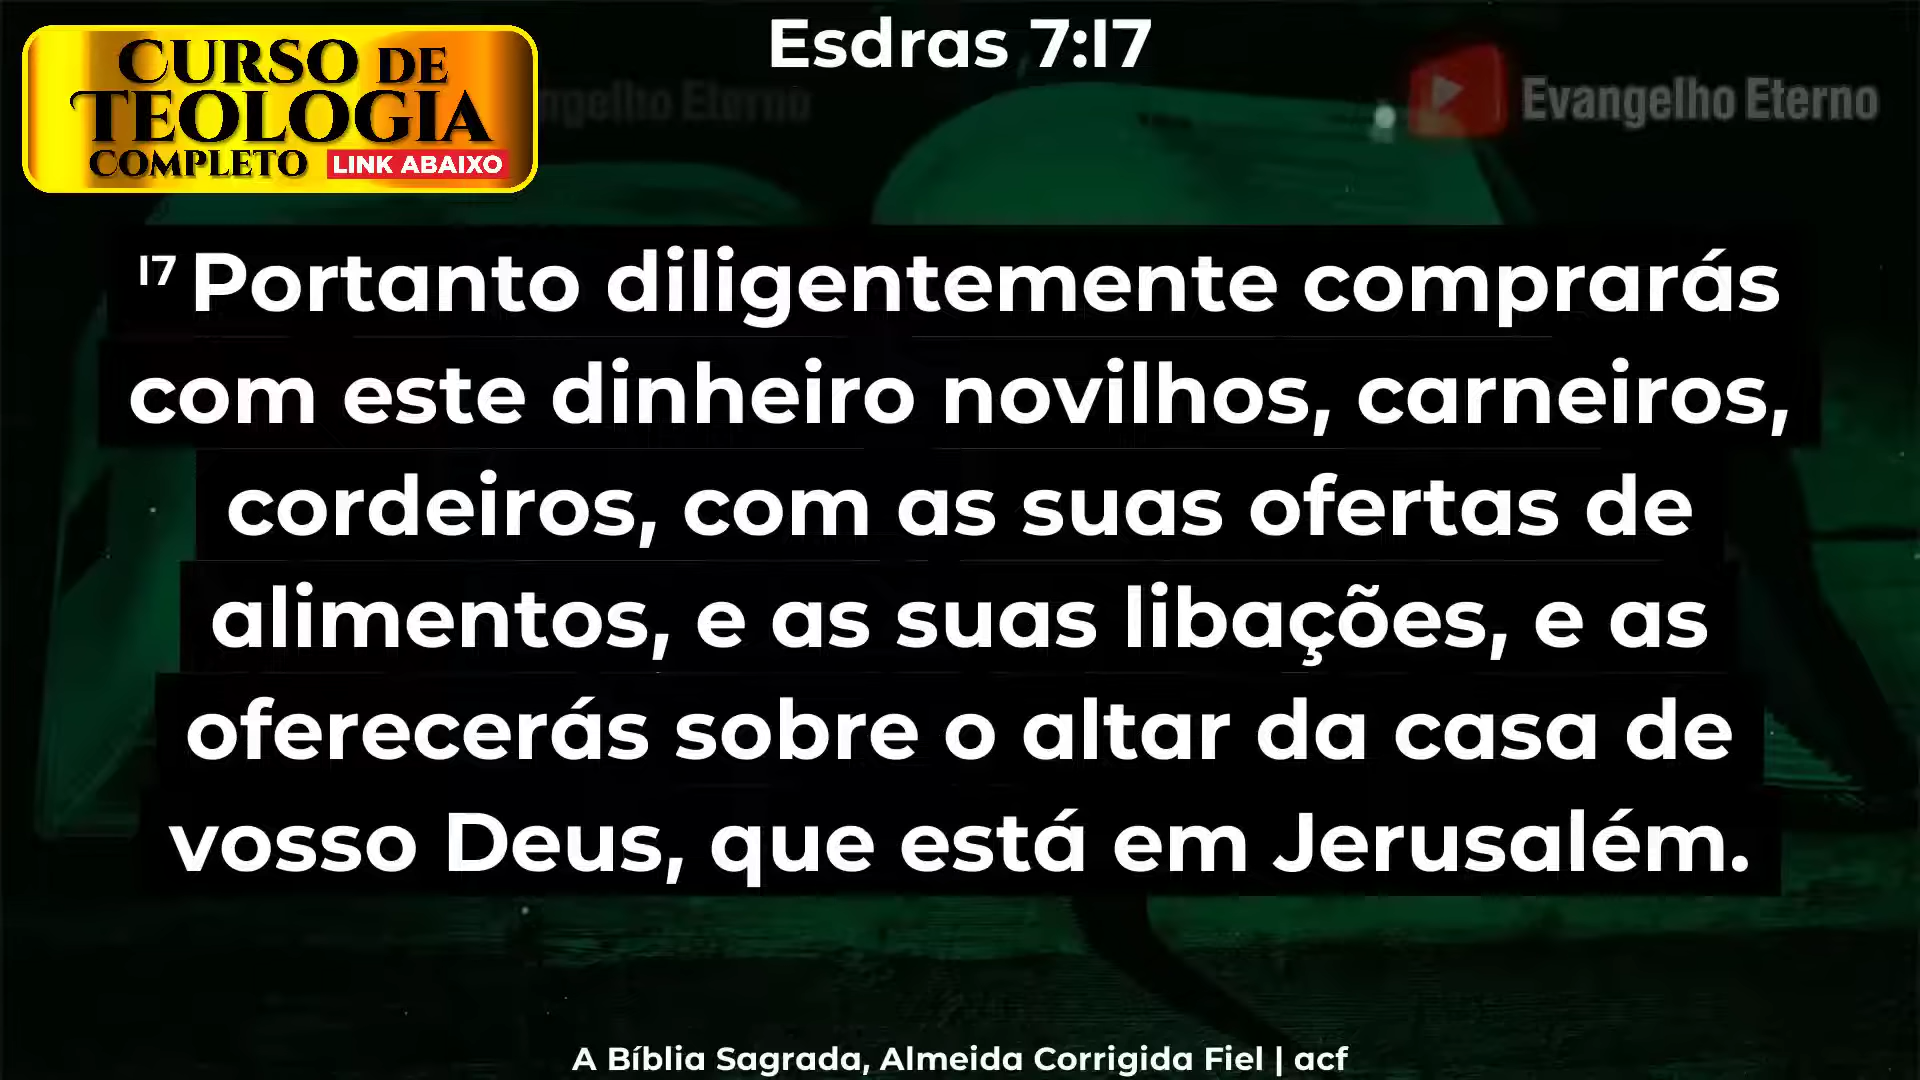 Esdras 7:17
CURSO DE
TEOLOGIA
COMPLETO LINK ABAIXO
Evangelho Eterno
17 Portanto diligentemente comprarás
com este dinheiro novilhos, carneiros,
cordeiros, com as suas ofertas de
alimentos, e as suas libações, e as
oferecerás sobre o altar da casa de
vosso Deus, que está em Jerusalém.
A Bíblia Sagrada, Almeida Corrigida Fiel | acf